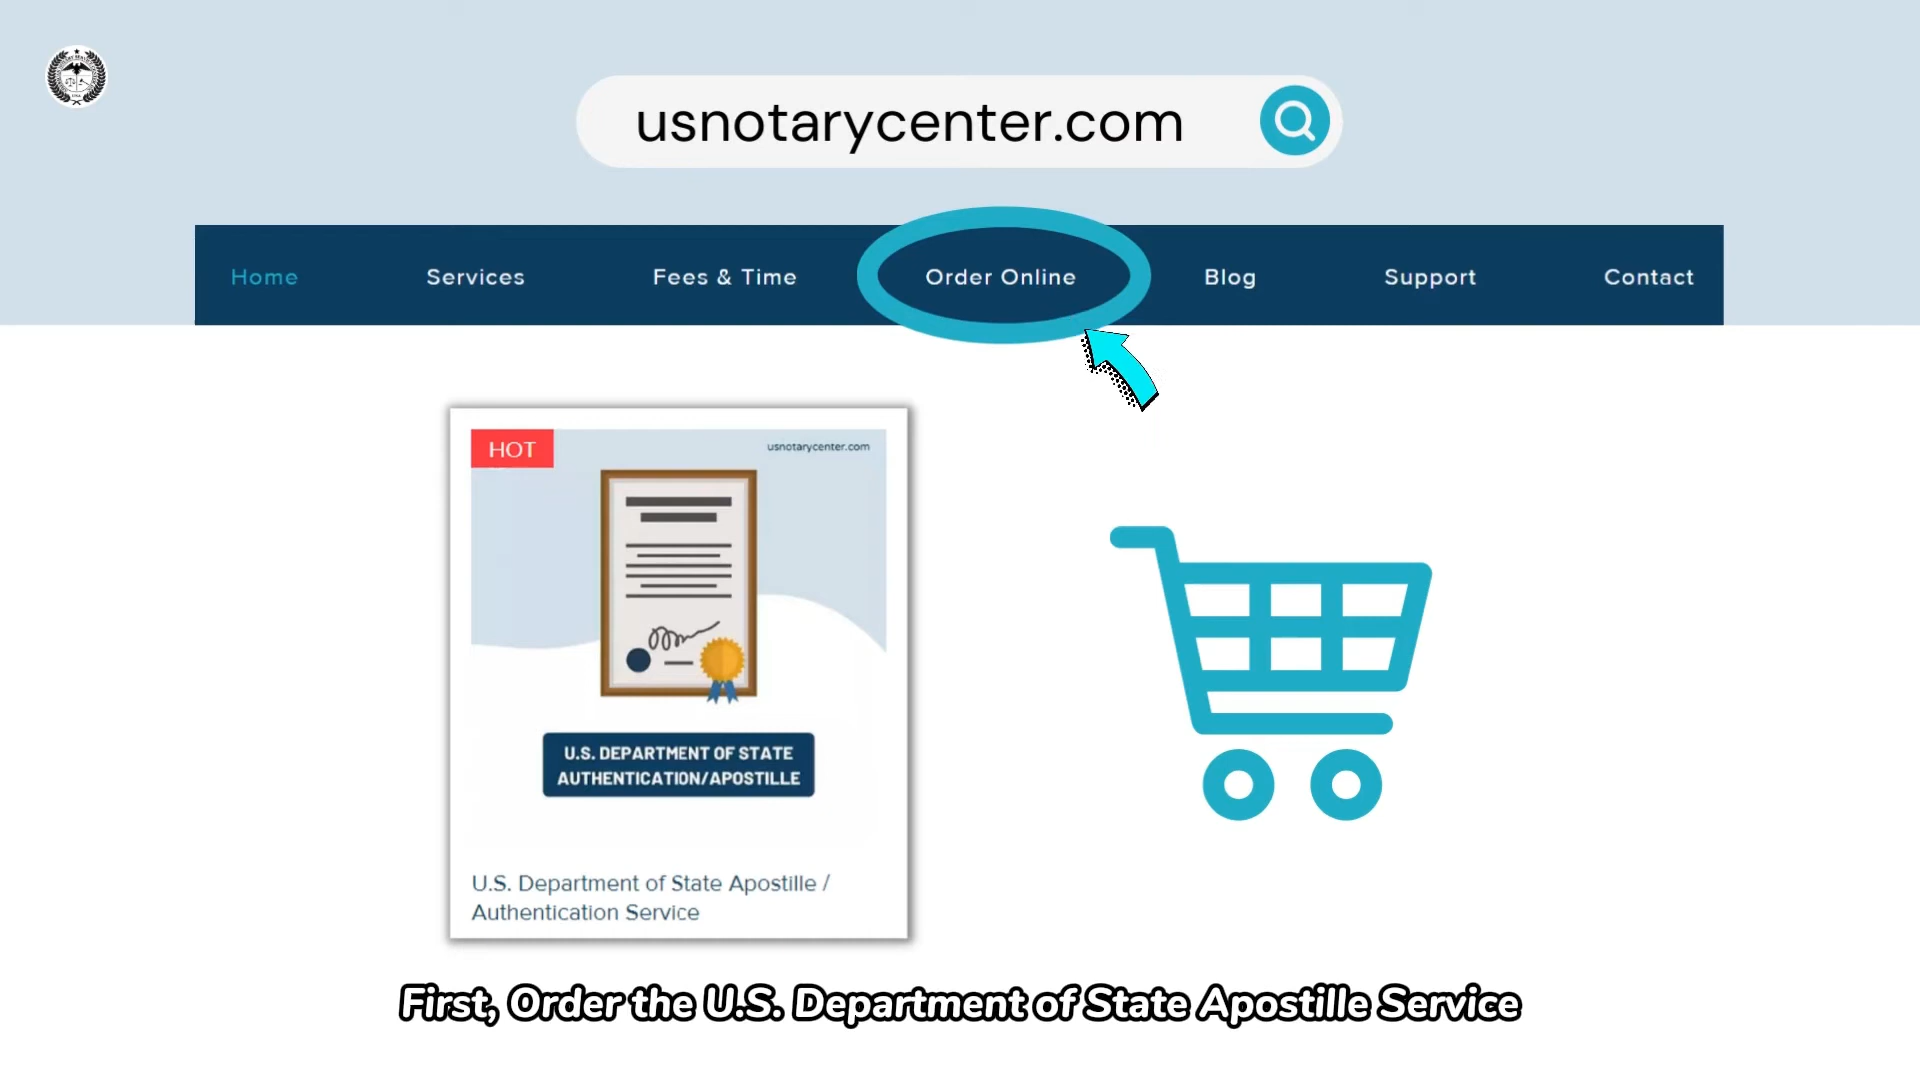 usnotarycenter.com
Home Services Fees & Time Order Online Blog Support Contact
HOT
usnotarycenter.com
U.S. DEPARTMENT OF STATE
AUTHENTICATION/APOSTILLE
U.S. Department of State Apostille /
Authentication Service
First, Order the U.S. Department of State Apostille Service